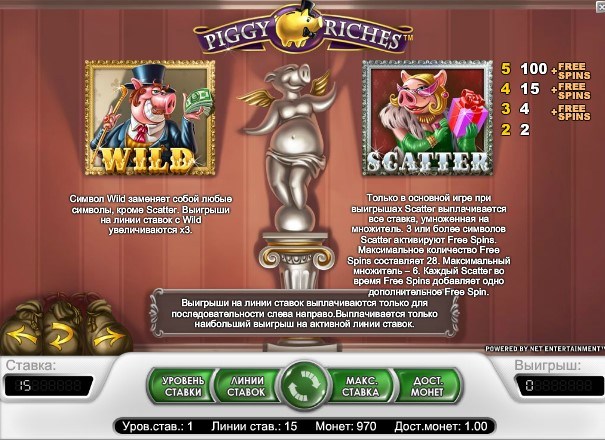 PIGGY RICHES™
WILD
Символ Wild заменяет собой любые
символы, кроме Scatter. Выигрыши
на линии ставок с Wild
увеличиваются x3.
SCATTER
5 100 +FREE SPINS
4 15 +FREE SPINS
3 4 +FREE SPINS
2 2
Только в основной игре при
выигрышах Scatter выплачивается
все ставка, умноженная на
множитель. 3 или более символов
Scatter активируют Free Spins.
Максимальное количество Free
Spins составляет 28. Максимальный
множитель – 6. Каждый Scatter во
время Free Spins добавляет одно
дополнительное Free Spin.
Выигрыши на линии ставок выплачиваются только для
последовательности слева направо.Выплачивается только
наибольший выигрыш на активной линии ставок.
POWERED BY NET ENTERTAINMENT™
Ставка:
15
Выигрыш:
0
УРОВЕНЬ СТАВКИ
ЛИНИИ СТАВОК
МАКС. СТАВКА
ДОСТ. МОНЕТ
Уров.став.: 1 Линии став.: 15 Монет: 970 Дост.монет: 1.00